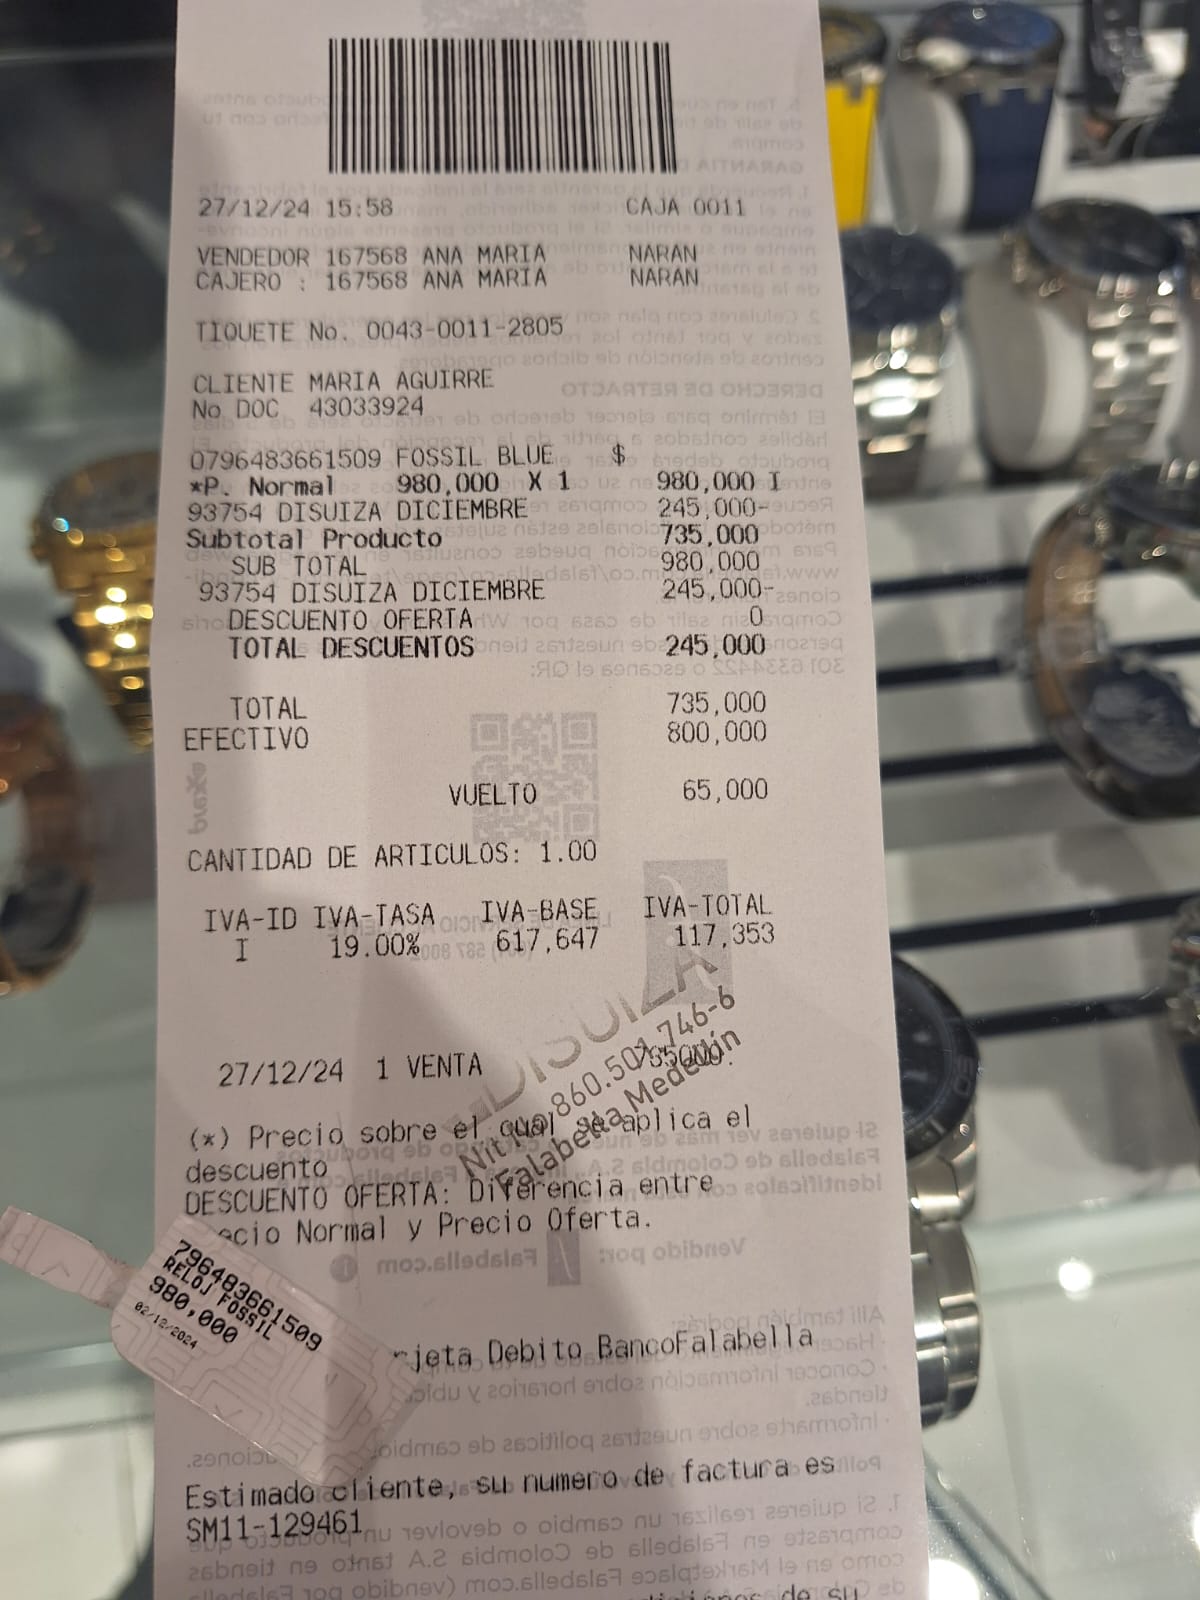 27/12/24 15:58 CAJA 0011
VENDEDOR 167568 ANA MARIA NARAN
CAJERO : 167568 ANA MARIA NARAN
TIQUETE No. 0043-0011-2805
CLIENTE MARIA AGUIRRE
No DOC 43033924
0796483661509 FOSSIL BLUE $
*P. Normal 980,000 X 1 980,000 I
93754 DISUIZA DICIEMBRE 245,000-
Subtotal Producto 735,000
SUB TOTAL 980,000
93754 DISUIZA DICIEMBRE 245,000-
DESCUENTO OFERTA 0
TOTAL DESCUENTOS 245,000
TOTAL 735,000
EFECTIVO 800,000
VUELTO 65,000
CANTIDAD DE ARTICULOS: 1.00
IVA-ID IVA-TASA IVA-BASE IVA-TOTAL
I 19.00% 617,647 117,353
DISUIZA
Nit No 860.501.746-6
Falabella Medellín
27/12/24 1 VENTA 735000.
(*) Precio sobre el cual se aplica el
descuento
DESCUENTO OFERTA: Diferencia entre
ecio Normal y Precio Oferta.
796483661509
RELOJ FOSSIL
980,000
02/12/2024
rjeta Debito BancoFalabella
Estimado cliente, su numero de factura es
SM11-129461
de su